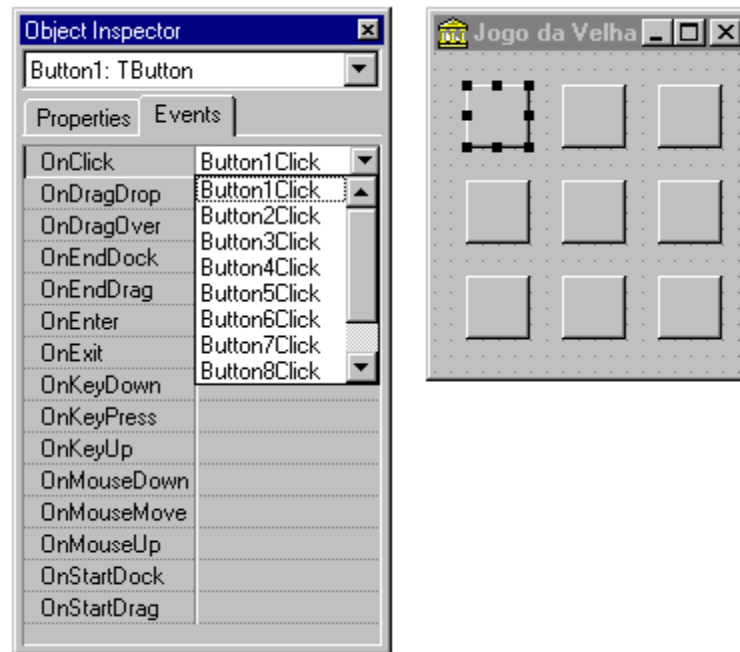 Object Inspector
Button1: TButton
Properties Events
OnClick Button1Click
OnDragDrop Button1Click
OnDragOver Button2Click
OnEndDock Button3Click
OnEndDrag Button4Click
OnEnter Button5Click
OnExit Button6Click
OnKeyDown Button7Click
OnKeyPress Button8Click
OnKeyUp
OnMouseDown
OnMouseMove
OnMouseUp
OnStartDock
OnStartDrag
Jogo da Velha